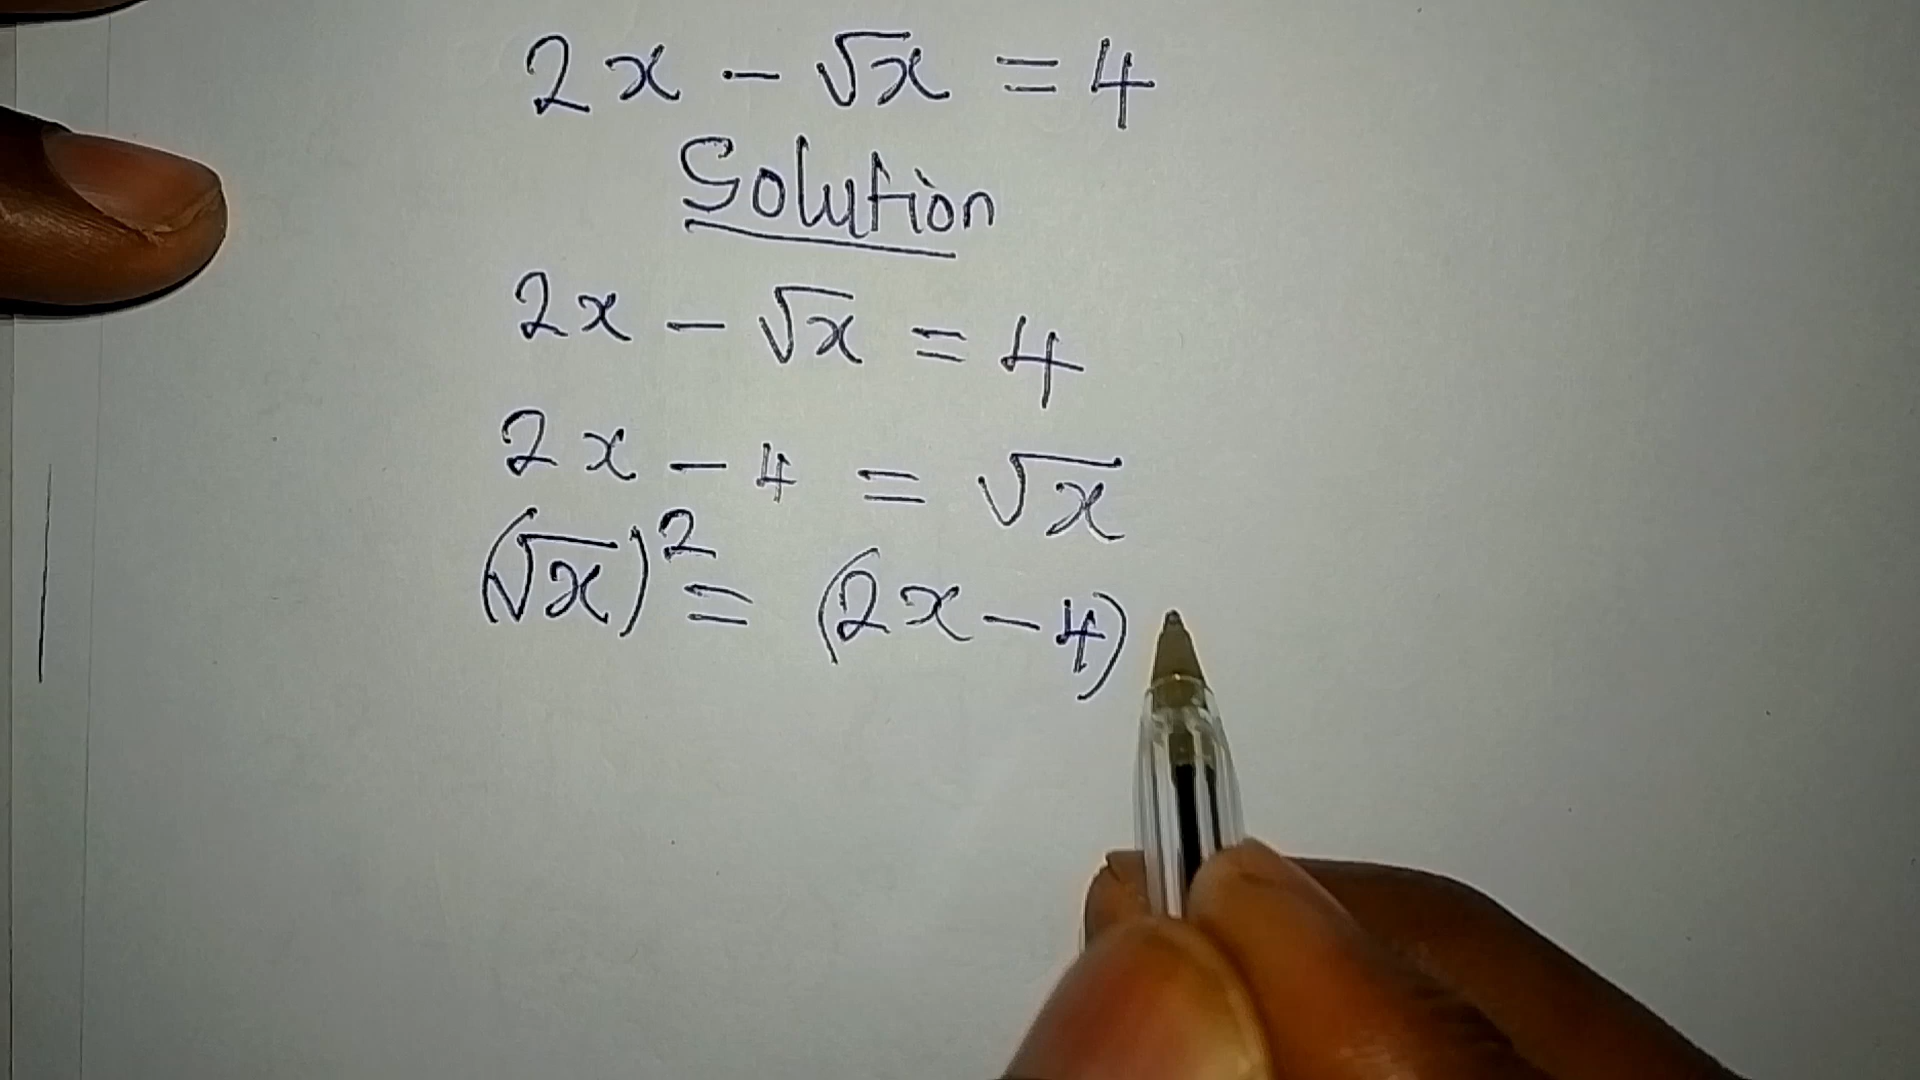 2x - √x = 4
Solution
2x - √x = 4
2x - 4 = √x
(√x)² = (2x - 4)